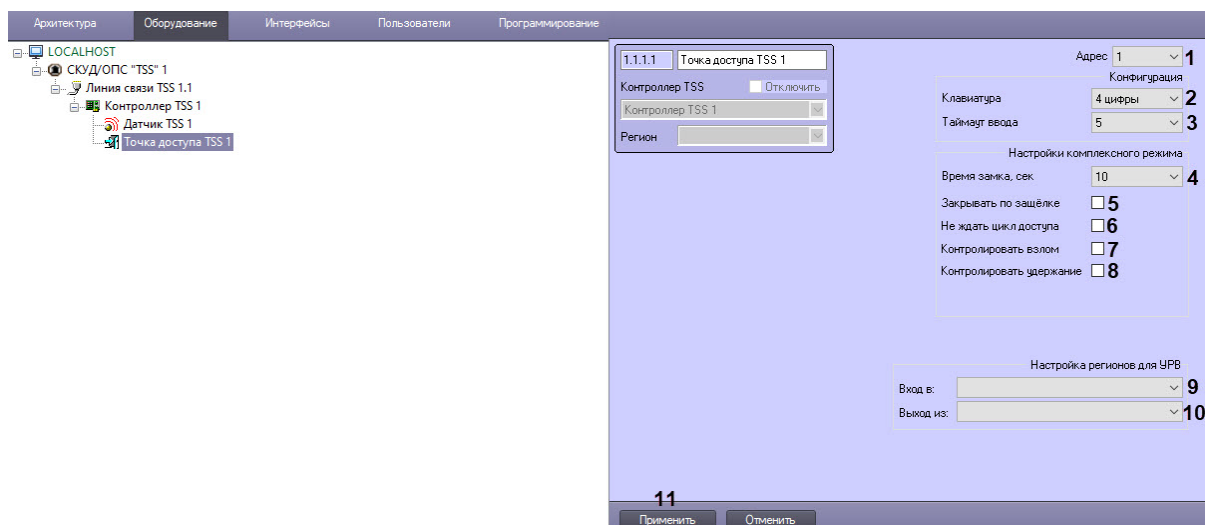 Архитектура Оборудование Интерфейсы Пользователи Программирование
LOCALHOST
СКУД/ОПС "TSS" 1
Линия связи TSS 1.1
Контроллер TSS 1
Датчик TSS 1
Точка доступа TSS 1
1.1.1.1 Точка доступа TSS 1
Контроллер TSS Отключить
Контроллер TSS 1
Регион
Адрес 1 1
Конфигурация
Клавиатура 4 цифры 2
Таймаут ввода 5 3
Настройки комплексного режима
Время замка, сек 10 4
Закрывать по защёлке 5
Не ждать цикл доступа 6
Контролировать взлом 7
Контролировать удержание 8
Настройка регионов для УРВ
Вход в: 9
Выход из: 10
11
Применить Отменить